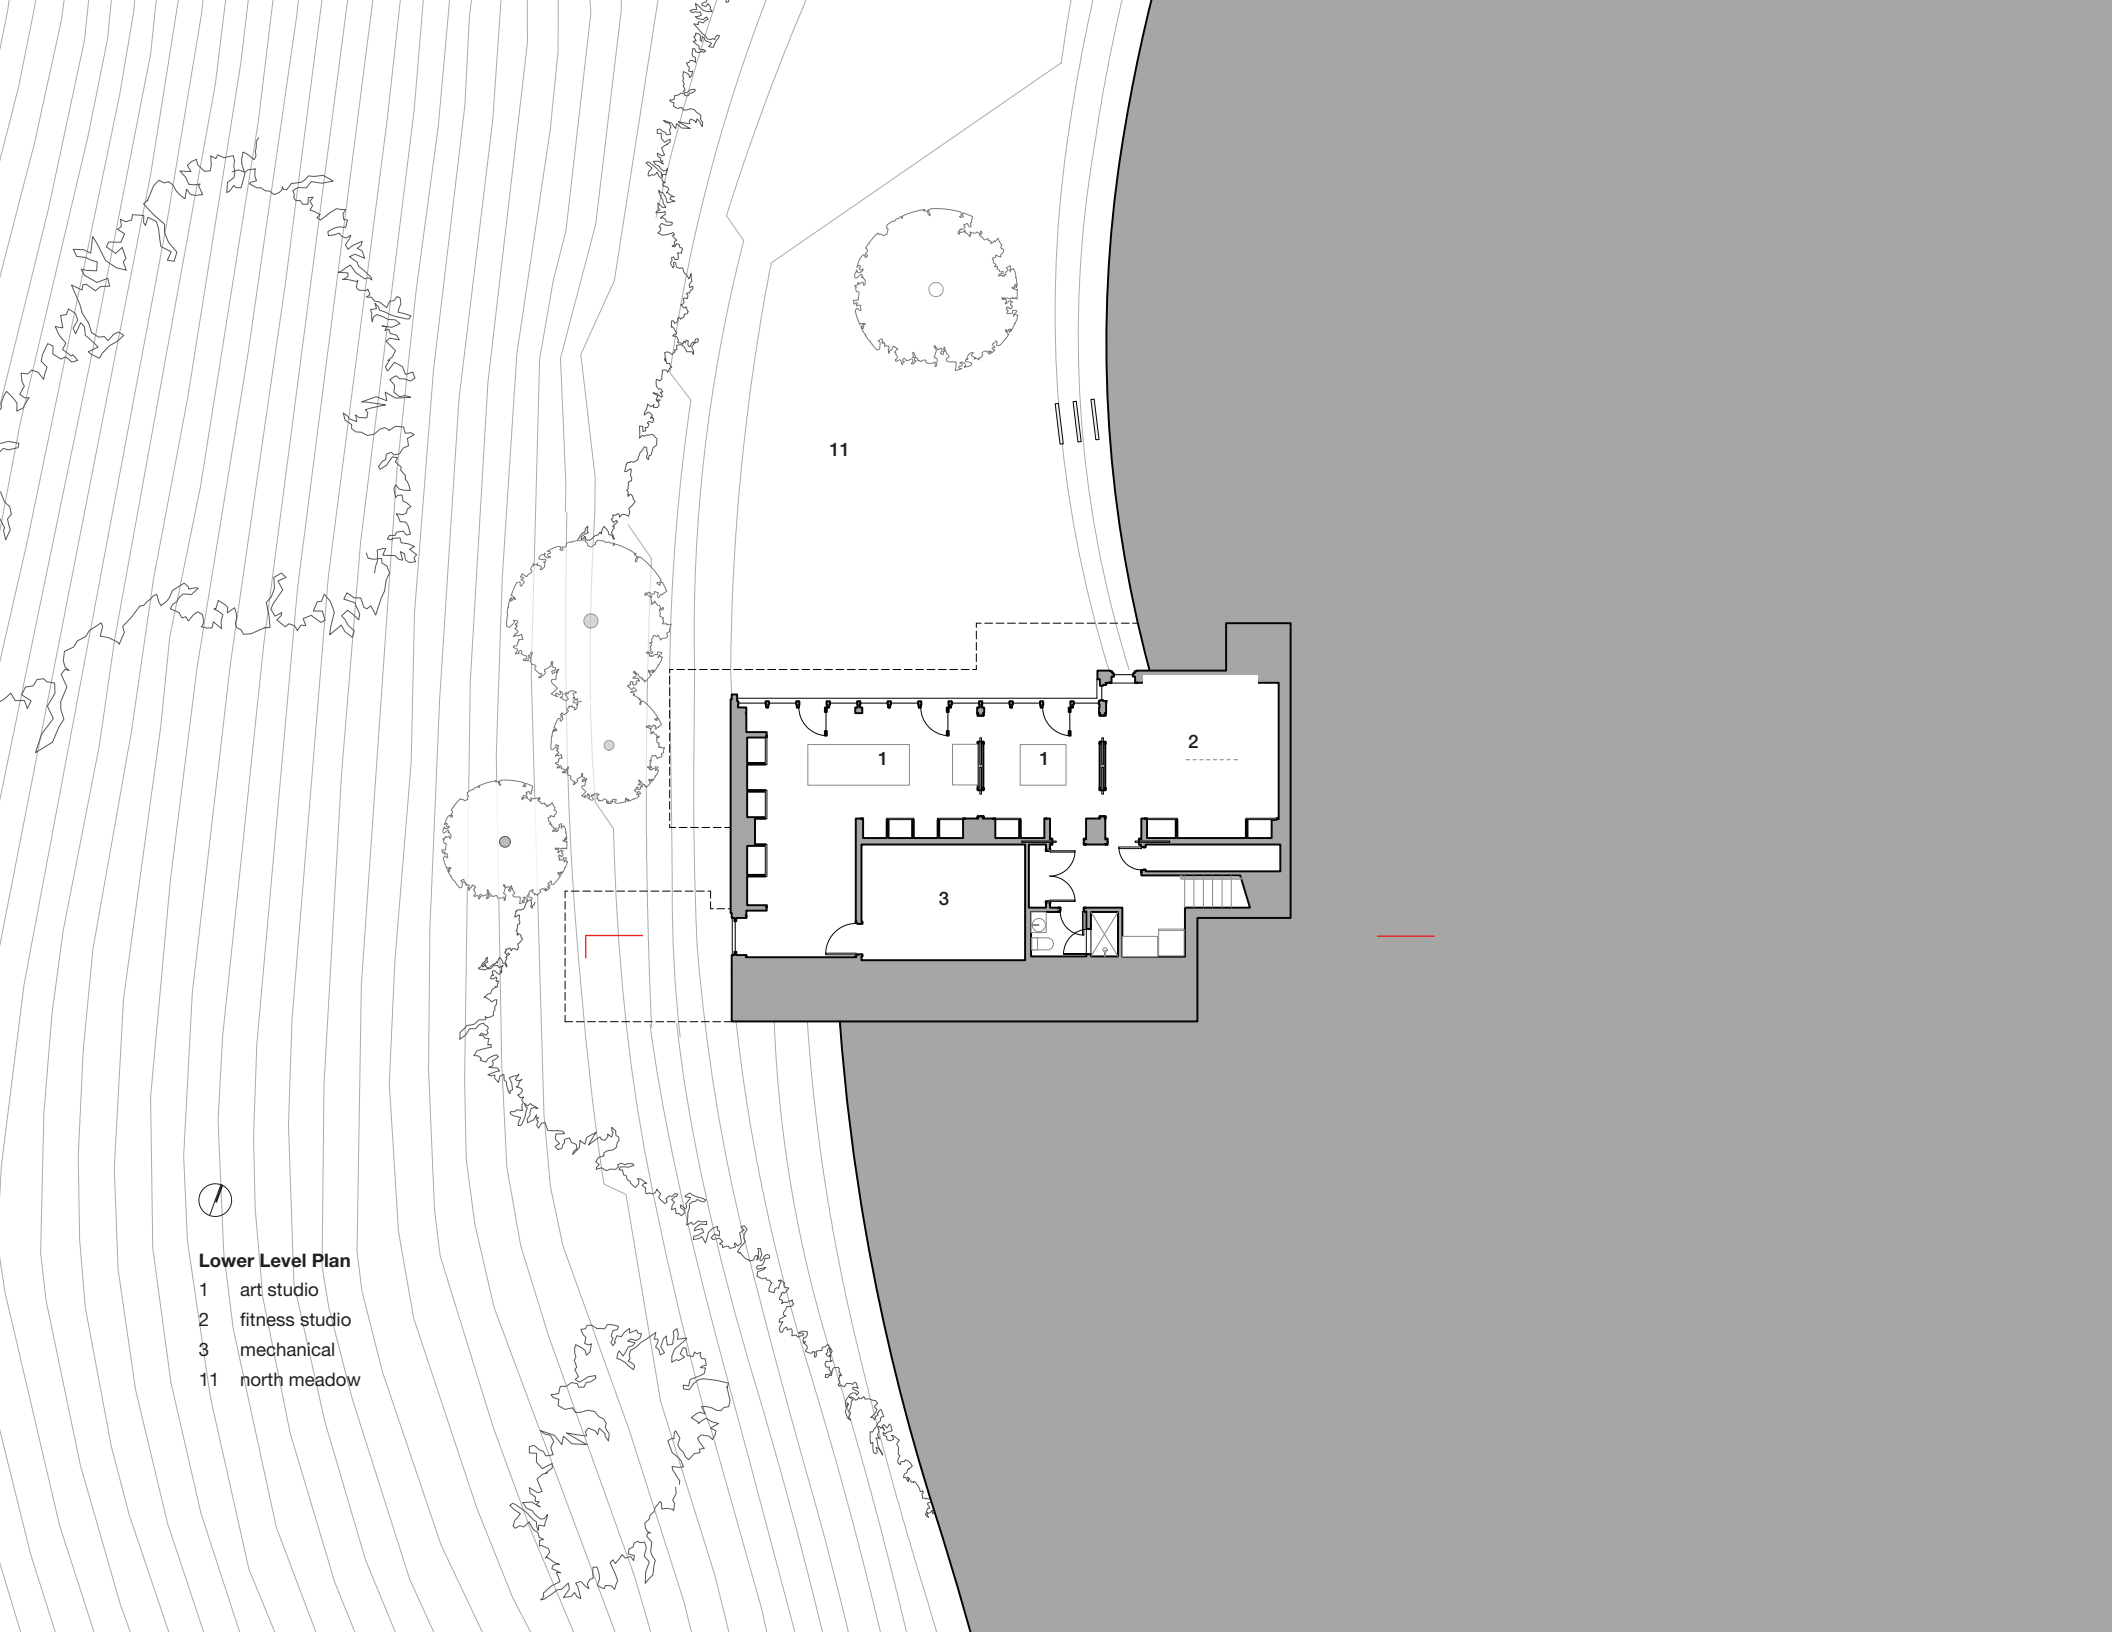 11
1
1
2
3
Lower Level Plan
1 art studio
2 fitness studio
3 mechanical
11 north meadow